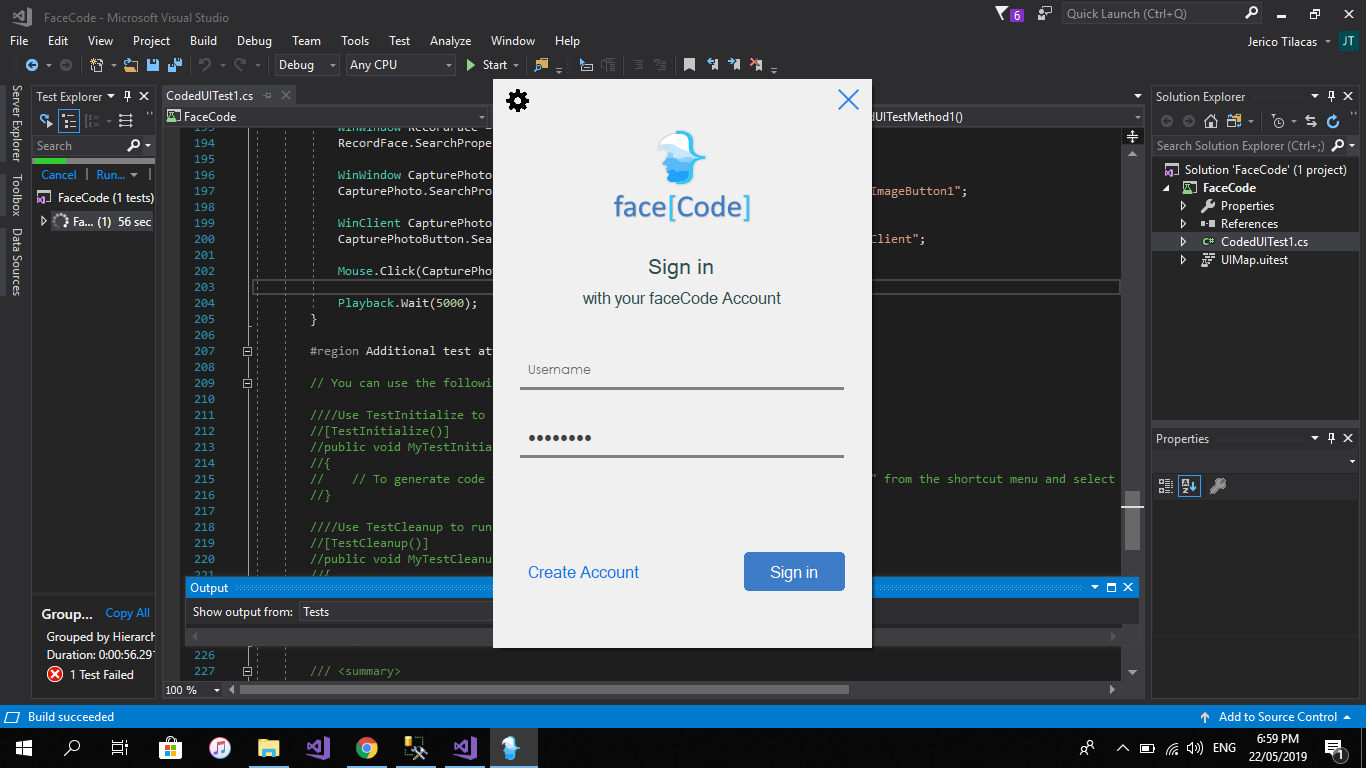 FaceCode - Microsoft Visual Studio
6
Quick Launch (Ctrl+Q)
File Edit View Project Build Debug Team Tools Test Analyze Window Help
Jerico Tilacas
JT
Debug
Any CPU
Start
Server Explorer
Toolbox
Data Sources
Test Explorer
Search
Cancel
Run...
FaceCode (1 tests)
Fa... (1) 56 sec
Group...
Copy All
Grouped by Hierarch
Duration: 0:00:56.291
1 Test Failed
CodedUITest1.cs
FaceCode
dUITestMethod1()
193 WinWindow RecordFace =
194 RecordFace.SearchPrope
195
196 WinWindow CapturePhoto
197 CapturePhoto.SearchPro ImageButton1";
198
199 WinClient CapturePhoto
200 CapturePhotoButton.Sea Client";
201
202 Mouse.Click(CapturePhot
203
204 Playback.Wait(5000);
205 }
206
207 #region Additional test at
208
209 // You can use the followi
210
211 ////Use TestInitialize to
212 //[TestInitialize()]
213 //public void MyTestInitia
214 //{
215 // // To generate code " from the shortcut menu and select
216 //}
217
218 ////Use TestCleanup to run
219 //[TestCleanup()]
220 //public void MyTestCleanu
221 //{
Output
Show output from: Tests
226
227 /// <summary>
100 %
face[Code]
Sign in
with your faceCode Account
Username
••••••••
Create Account
Sign in
Solution Explorer
Search Solution Explorer (Ctrl+;)
Solution 'FaceCode' (1 project)
FaceCode
Properties
References
CodedUITest1.cs
UIMap.uitest
Properties
Build succeeded
Add to Source Control
ENG
6:59 PM
22/05/2019
1